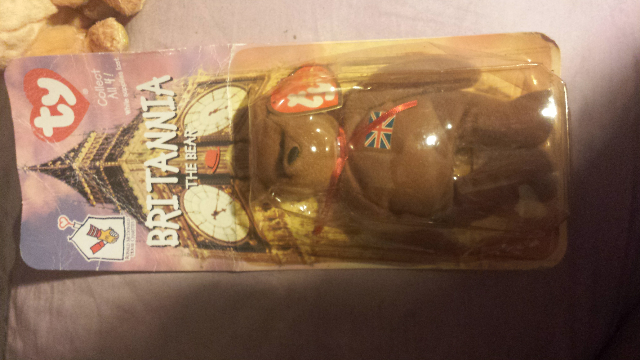 ty
Collect
All 4!
BRITANNIA
THE BEAR
ty